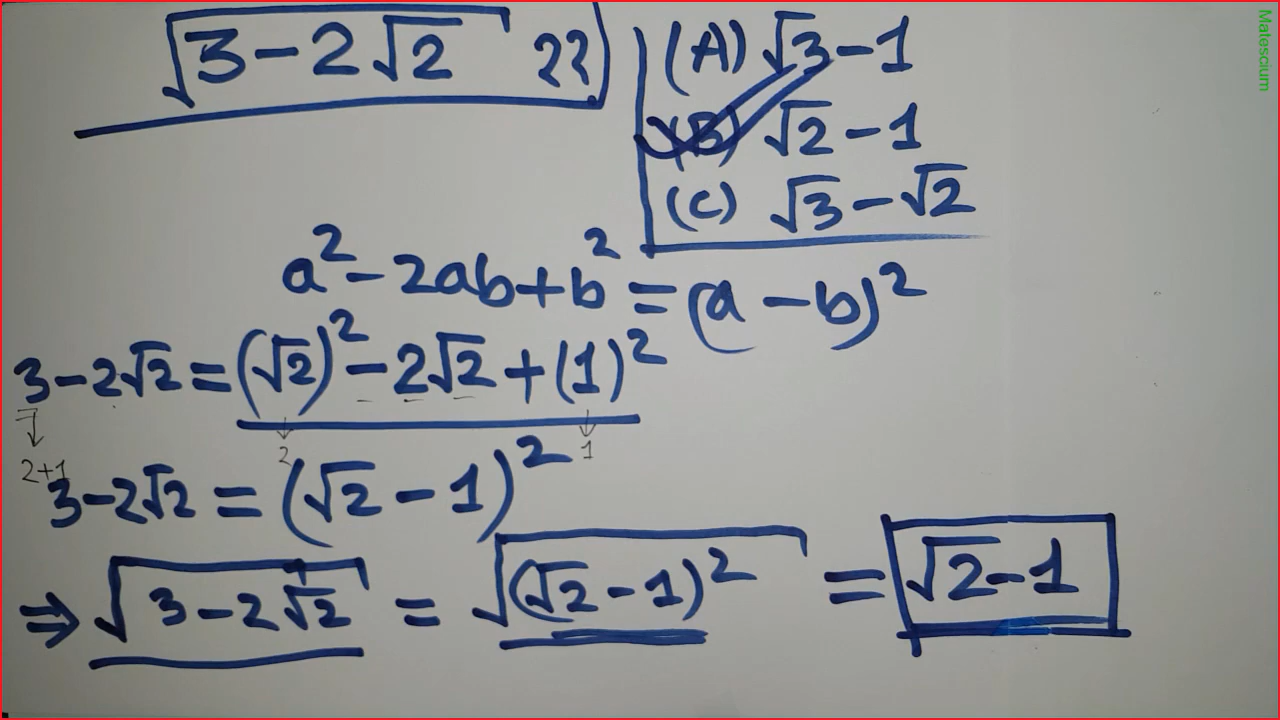 √(3-2√2) ??
(A) √3-1
(B) √2-1
(C) √3-√2
a²-2ab+b²=(a-b)²
3-2√2=(√2)²-2√2+(1)²
2+1
2
1
3-2√2=(√2-1)²
⇒√(3-2√2) = √((√2-1)²) = √2-1
Matescium